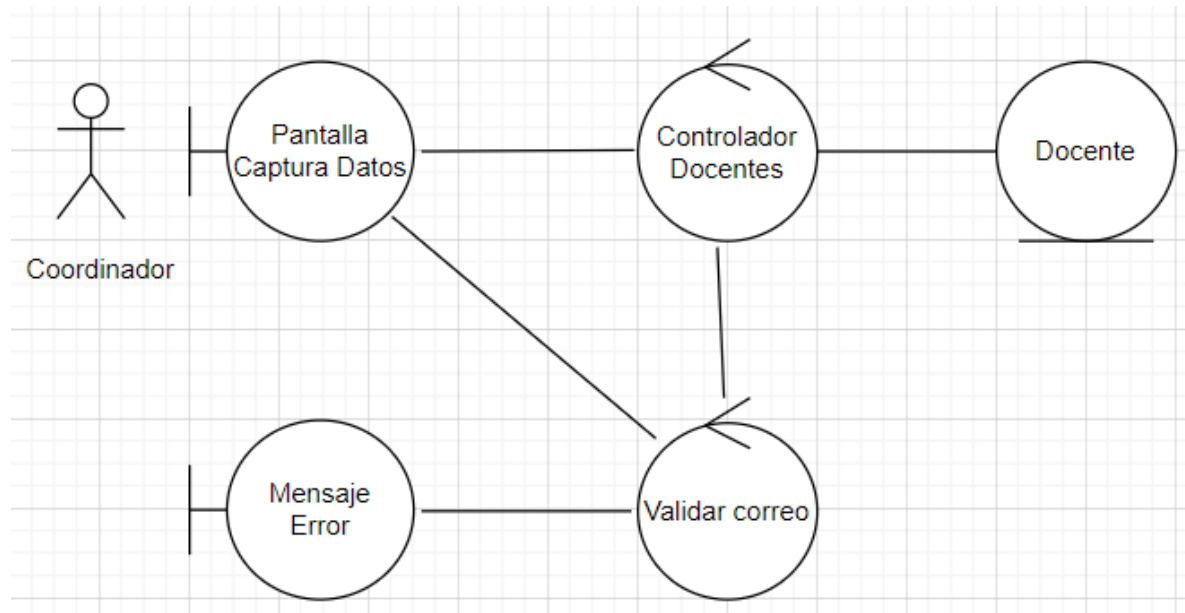 Pantalla
Captura Datos
Controlador
Docentes
Docente
Coordinador
Mensaje
Error
Validar correo